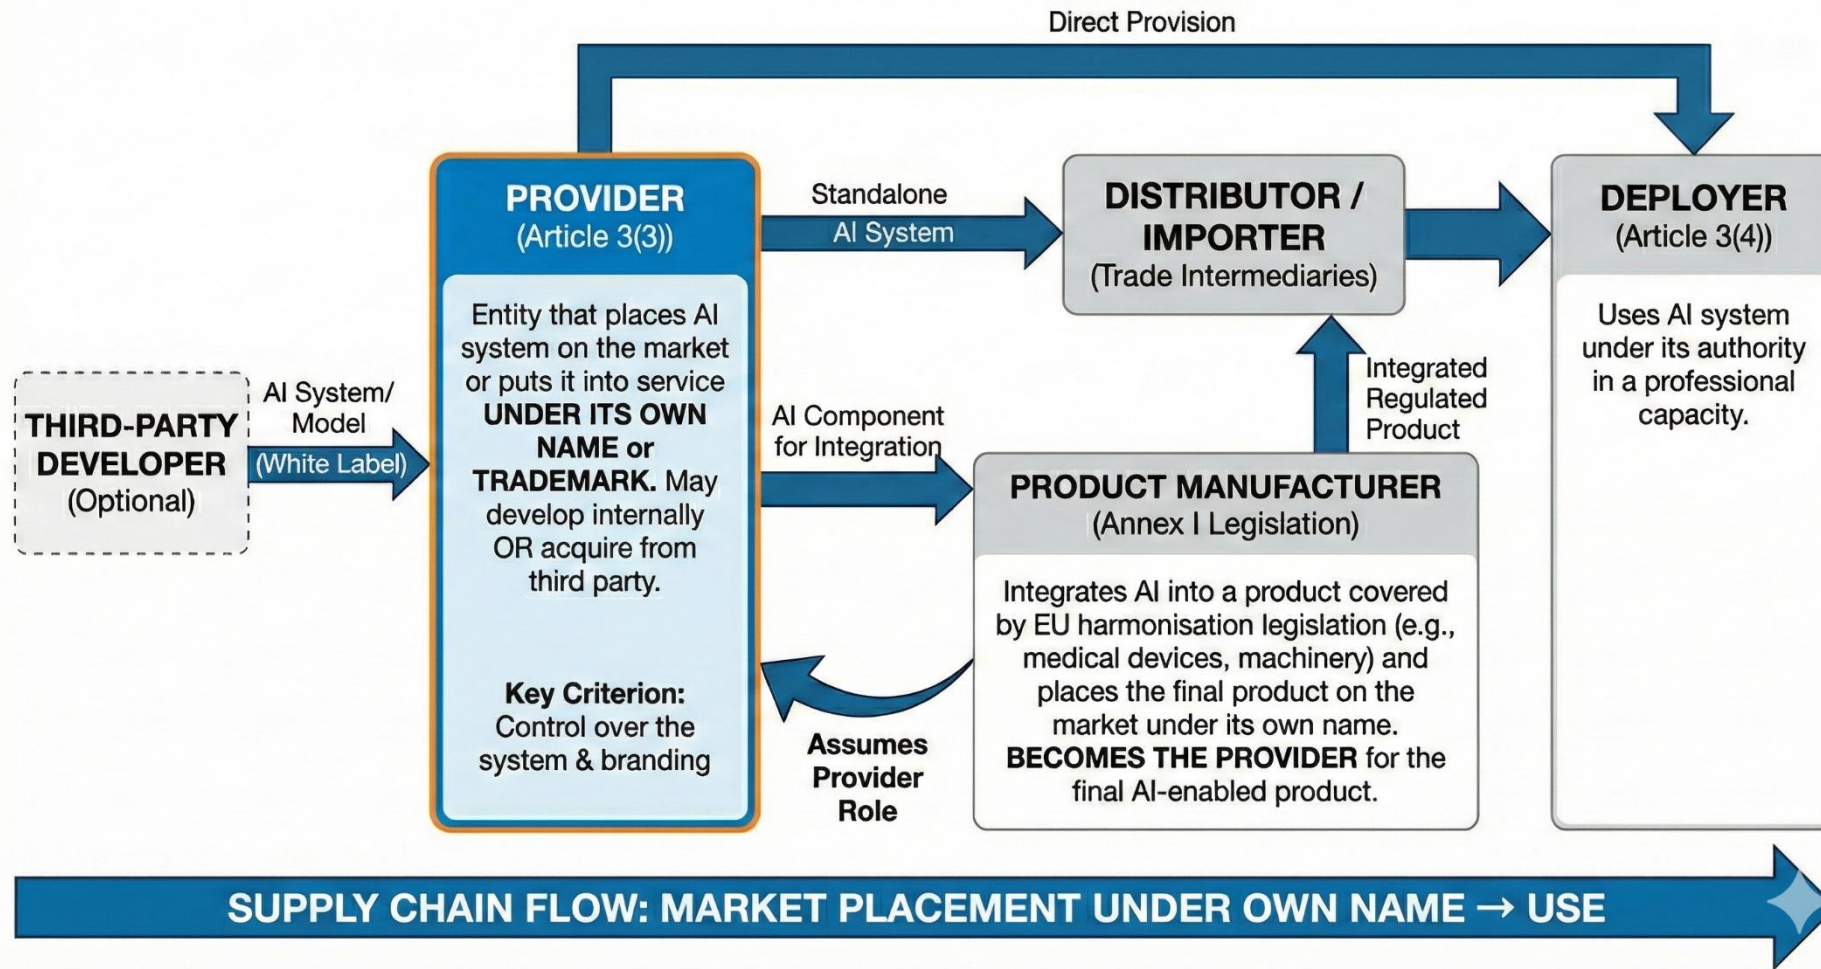 Direct Provision
THIRD-PARTY
DEVELOPER
(Optional)
AI System/
Model
(White Label)
PROVIDER
(Article 3(3))
Entity that places AI
system on the market
or puts it into service
UNDER ITS OWN
NAME or
TRADEMARK. May
develop internally
OR acquire from
third party.
Key Criterion:
Control over the
system & branding
Standalone
AI System
AI Component
for Integration
Assumes
Provider
Role
DISTRIBUTOR /
IMPORTER
(Trade Intermediaries)
Integrated
Regulated
Product
PRODUCT MANUFACTURER
(Annex I Legislation)
Integrates AI into a product covered
by EU harmonisation legislation (e.g.,
medical devices, machinery) and
places the final product on the
market under its own name.
BECOMES THE PROVIDER for the
final AI-enabled product.
DEPLOYER
(Article 3(4))
Uses AI system
under its authority
in a professional
capacity.
SUPPLY CHAIN FLOW: MARKET PLACEMENT UNDER OWN NAME → USE